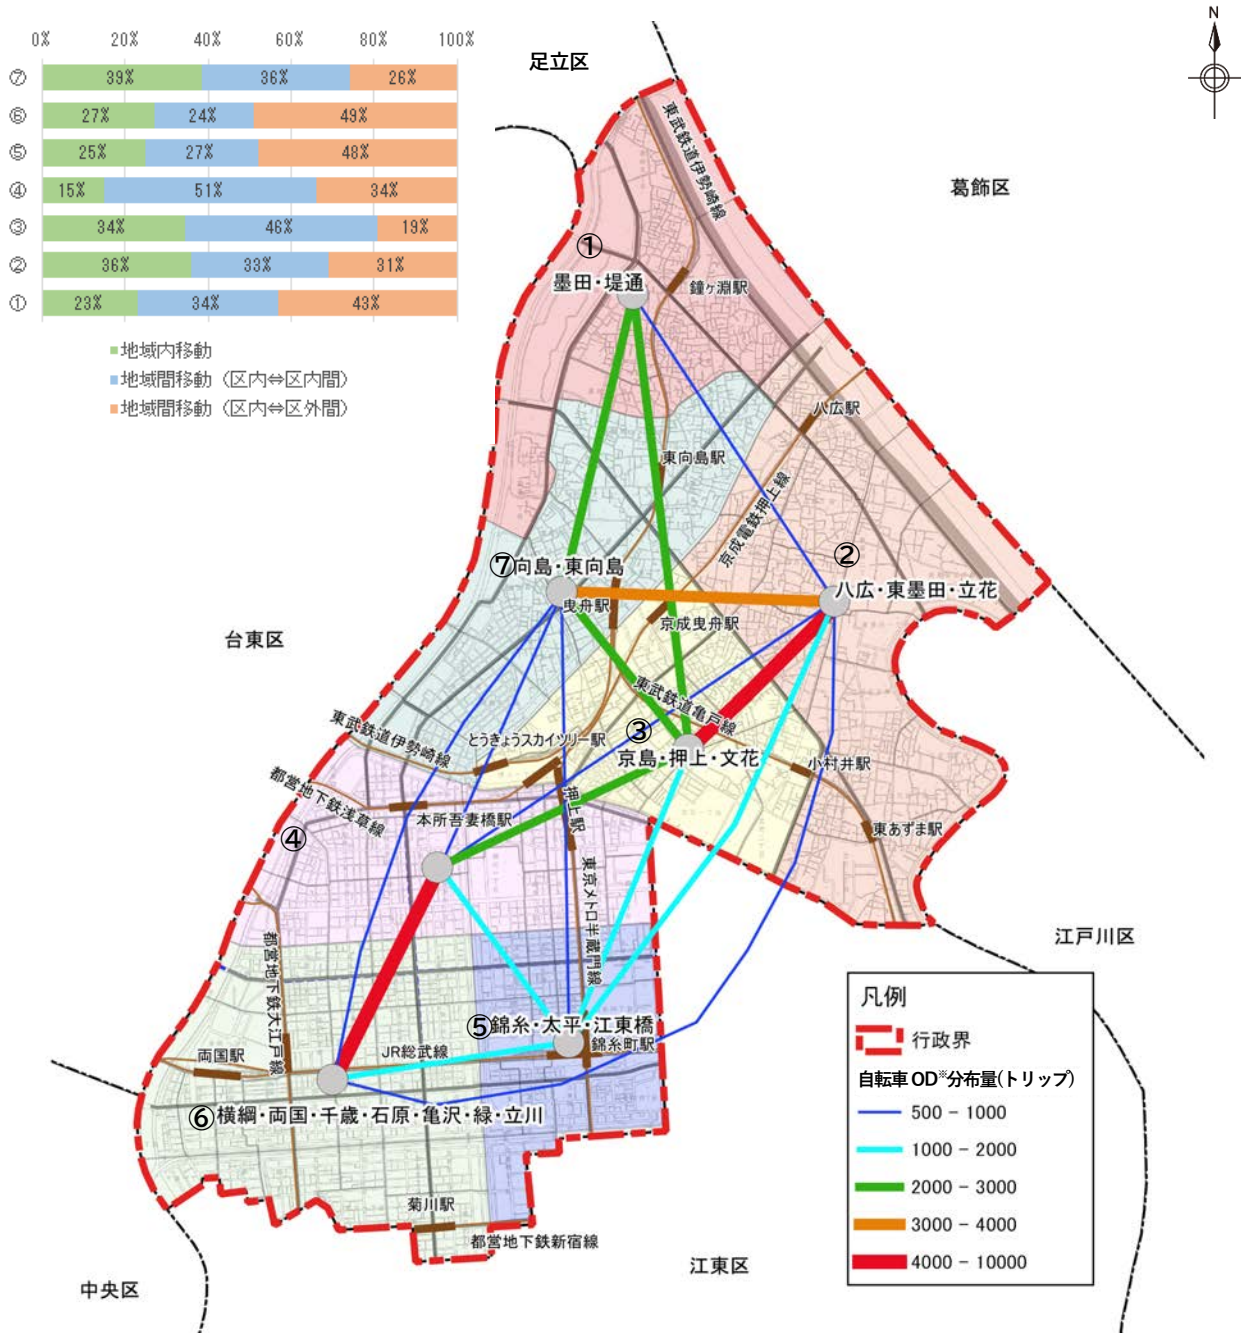 0% 20% 40% 60% 80% 100%
⑦ 39% 36% 26%
⑥ 27% 24% 49%
⑤ 25% 27% 48%
④ 15% 51% 34%
③ 34% 46% 19%
② 36% 33% 31%
① 23% 34% 43%
地域内移動
地域間移動（区内⇔区内間）
地域間移動（区内⇔区外間）
N
足立区
葛飾区
東武鉄道伊勢崎線
①
墨田・堤通
鐘ヶ淵駅
八広駅
東向島駅
京成電鉄押上線
⑦向島・東向島
②
八広・東墨田・立花
曳舟駅
京成曳舟駅
台東区
東武鉄道亀戸線
③
京島・押上・文花
東武鉄道伊勢崎線
とうきょうスカイツリー駅
小村井駅
都営地下鉄浅草線
本所吾妻橋駅
押上駅
東あずま駅
④
東京メトロ半蔵門線
都営地下鉄大江戸線
江戸川区
⑤錦糸・太平・江東橋
錦糸町駅
JR総武線
両国駅
⑥横綱・両国・千歳・石原・亀沢・緑・立川
菊川駅
都営地下鉄新宿線
江東区
中央区
凡例
行政界
自転車OD※分布量(トリップ)
500 - 1000
1000 - 2000
2000 - 3000
3000 - 4000
4000 - 10000